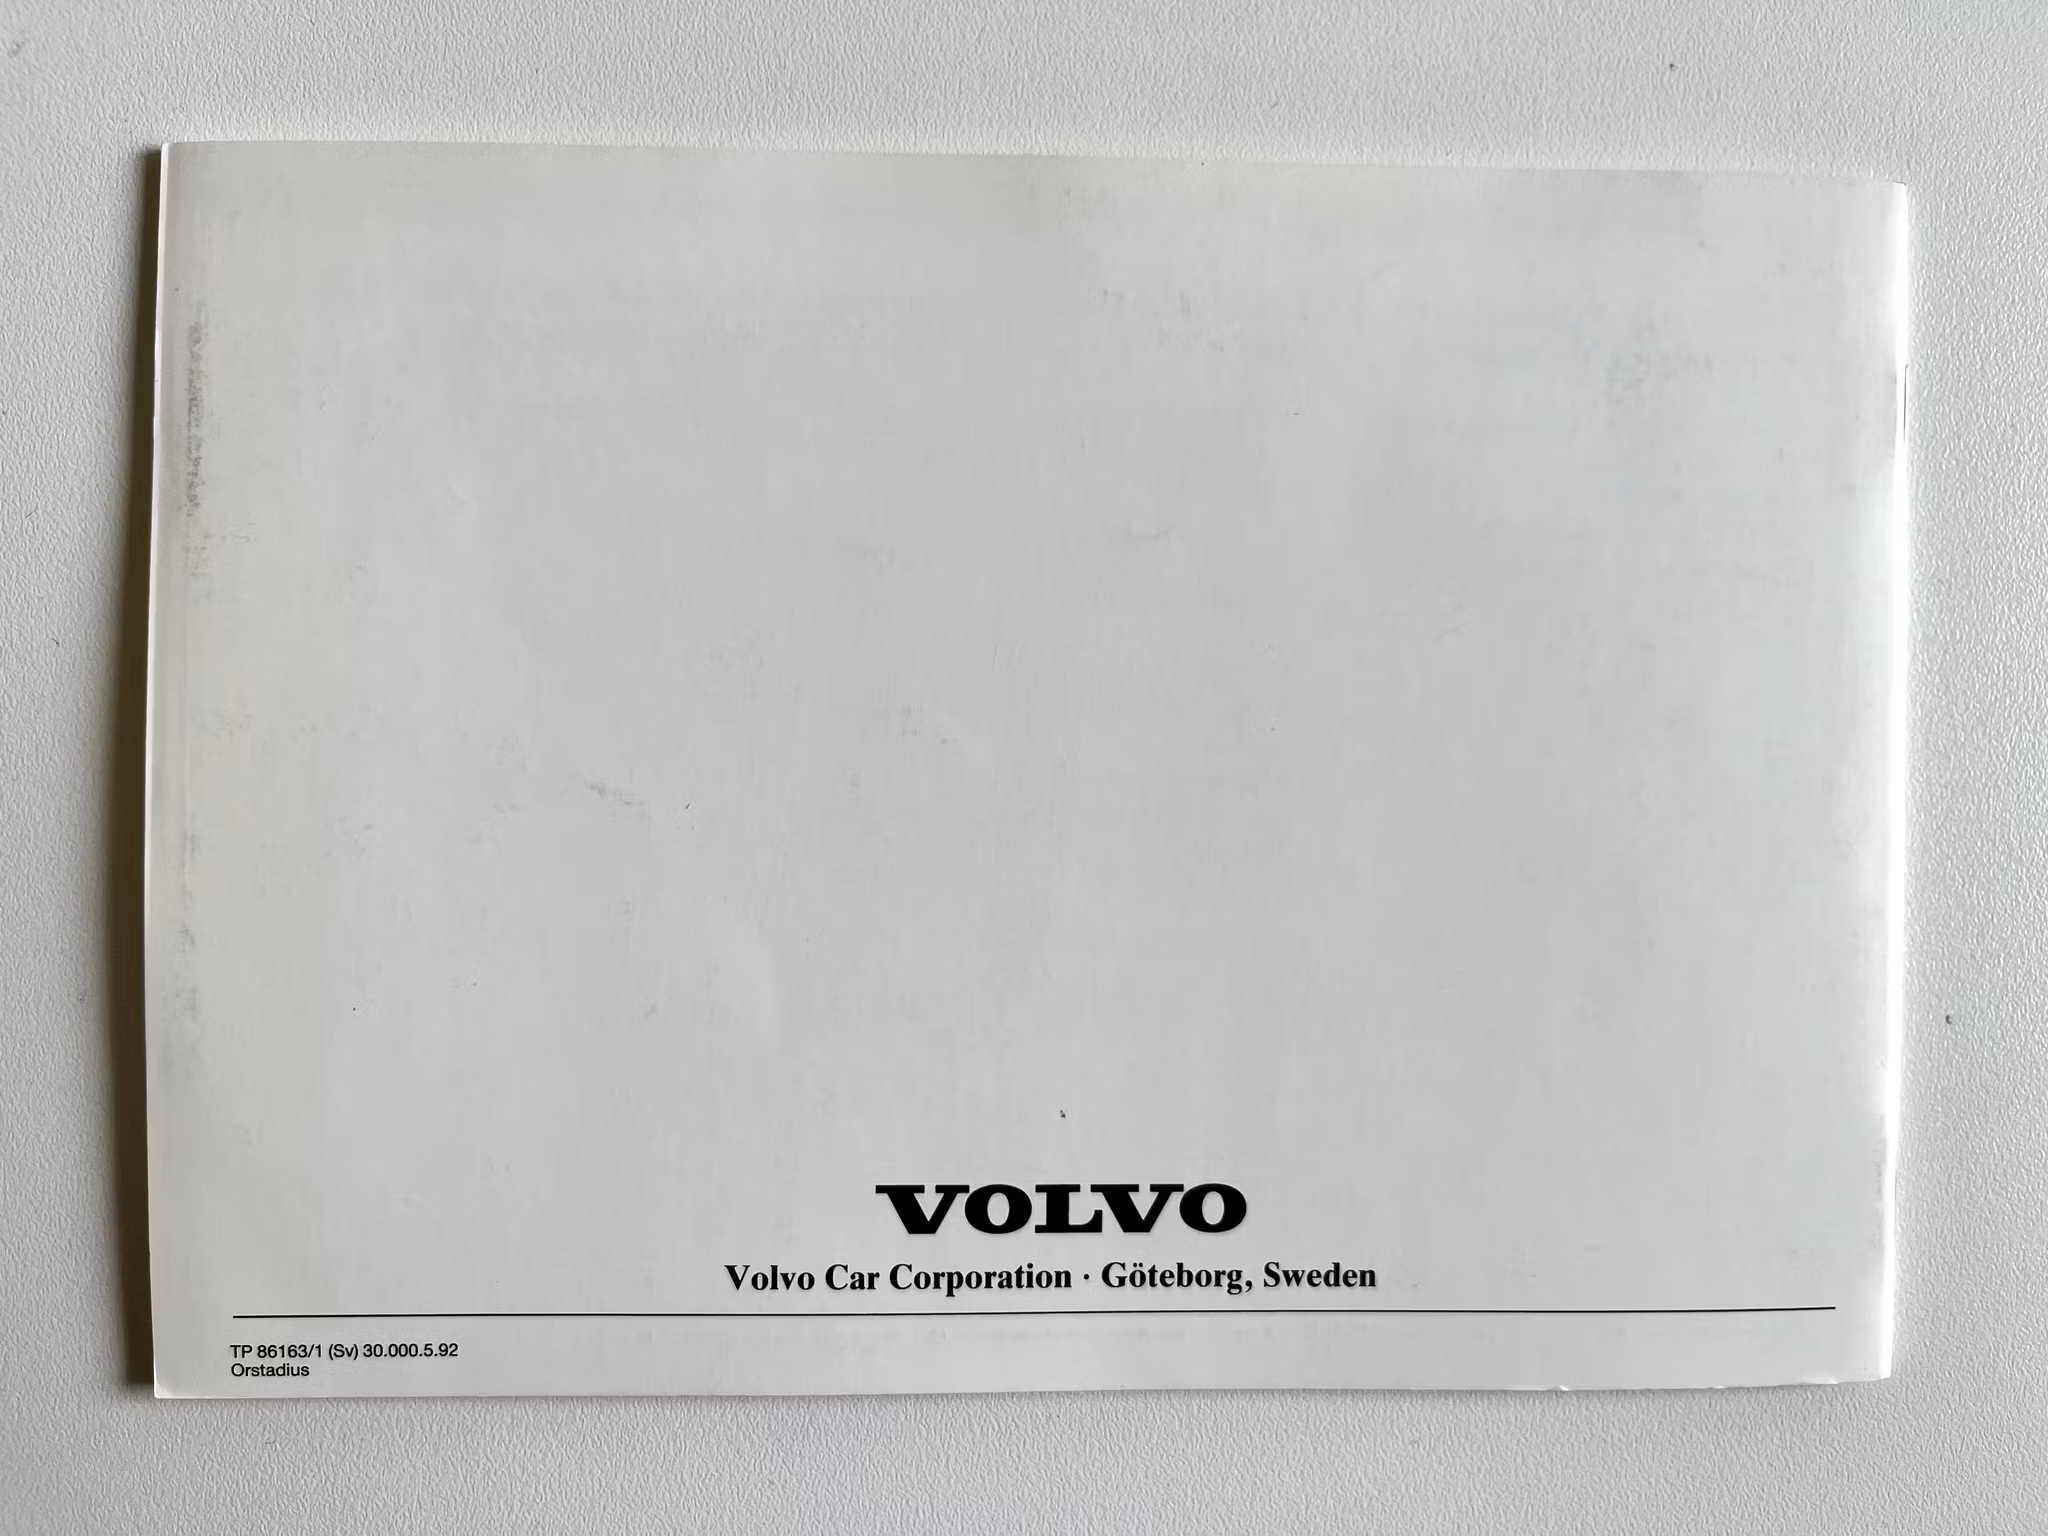 VOLVO
Volvo Car Corporation · Göteborg, Sweden
TP 86163/1 (Sv) 30.000.5.92
Orstadius